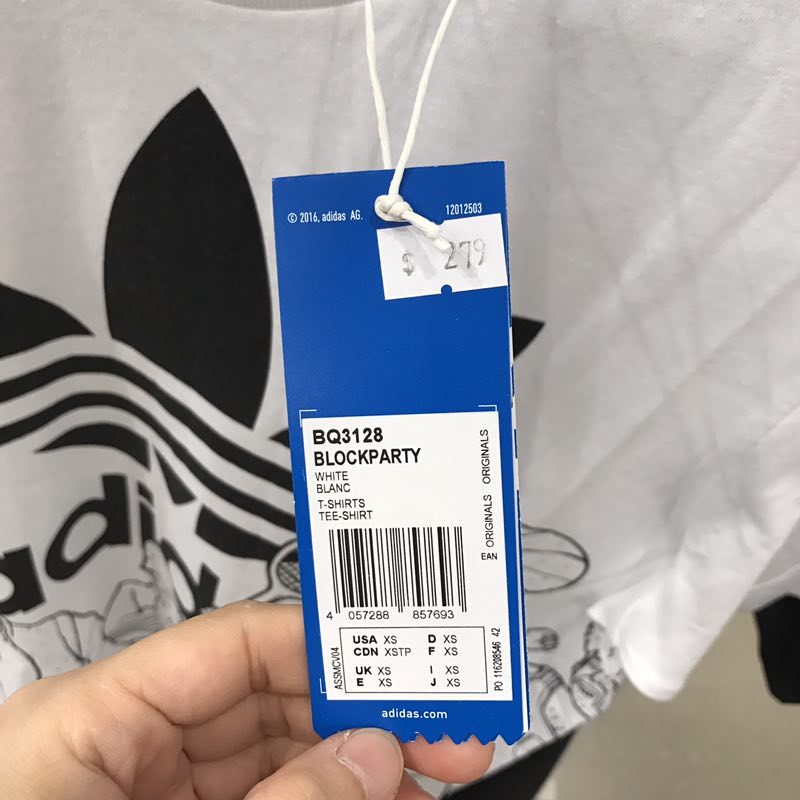 © 2016, adidas AG.
12012503
$ 279
BQ3128
BLOCKPARTY
WHITE
BLANC
T-SHIRTS
TEE-SHIRT
ORIGINALS
ORIGINALS
EAN
4 057288 857693
ASSMCV04
USA XS D XS
CDN XSTP F XS
UK XS I XS
E XS J XS
PO 116208546 42
adidas.com
adi